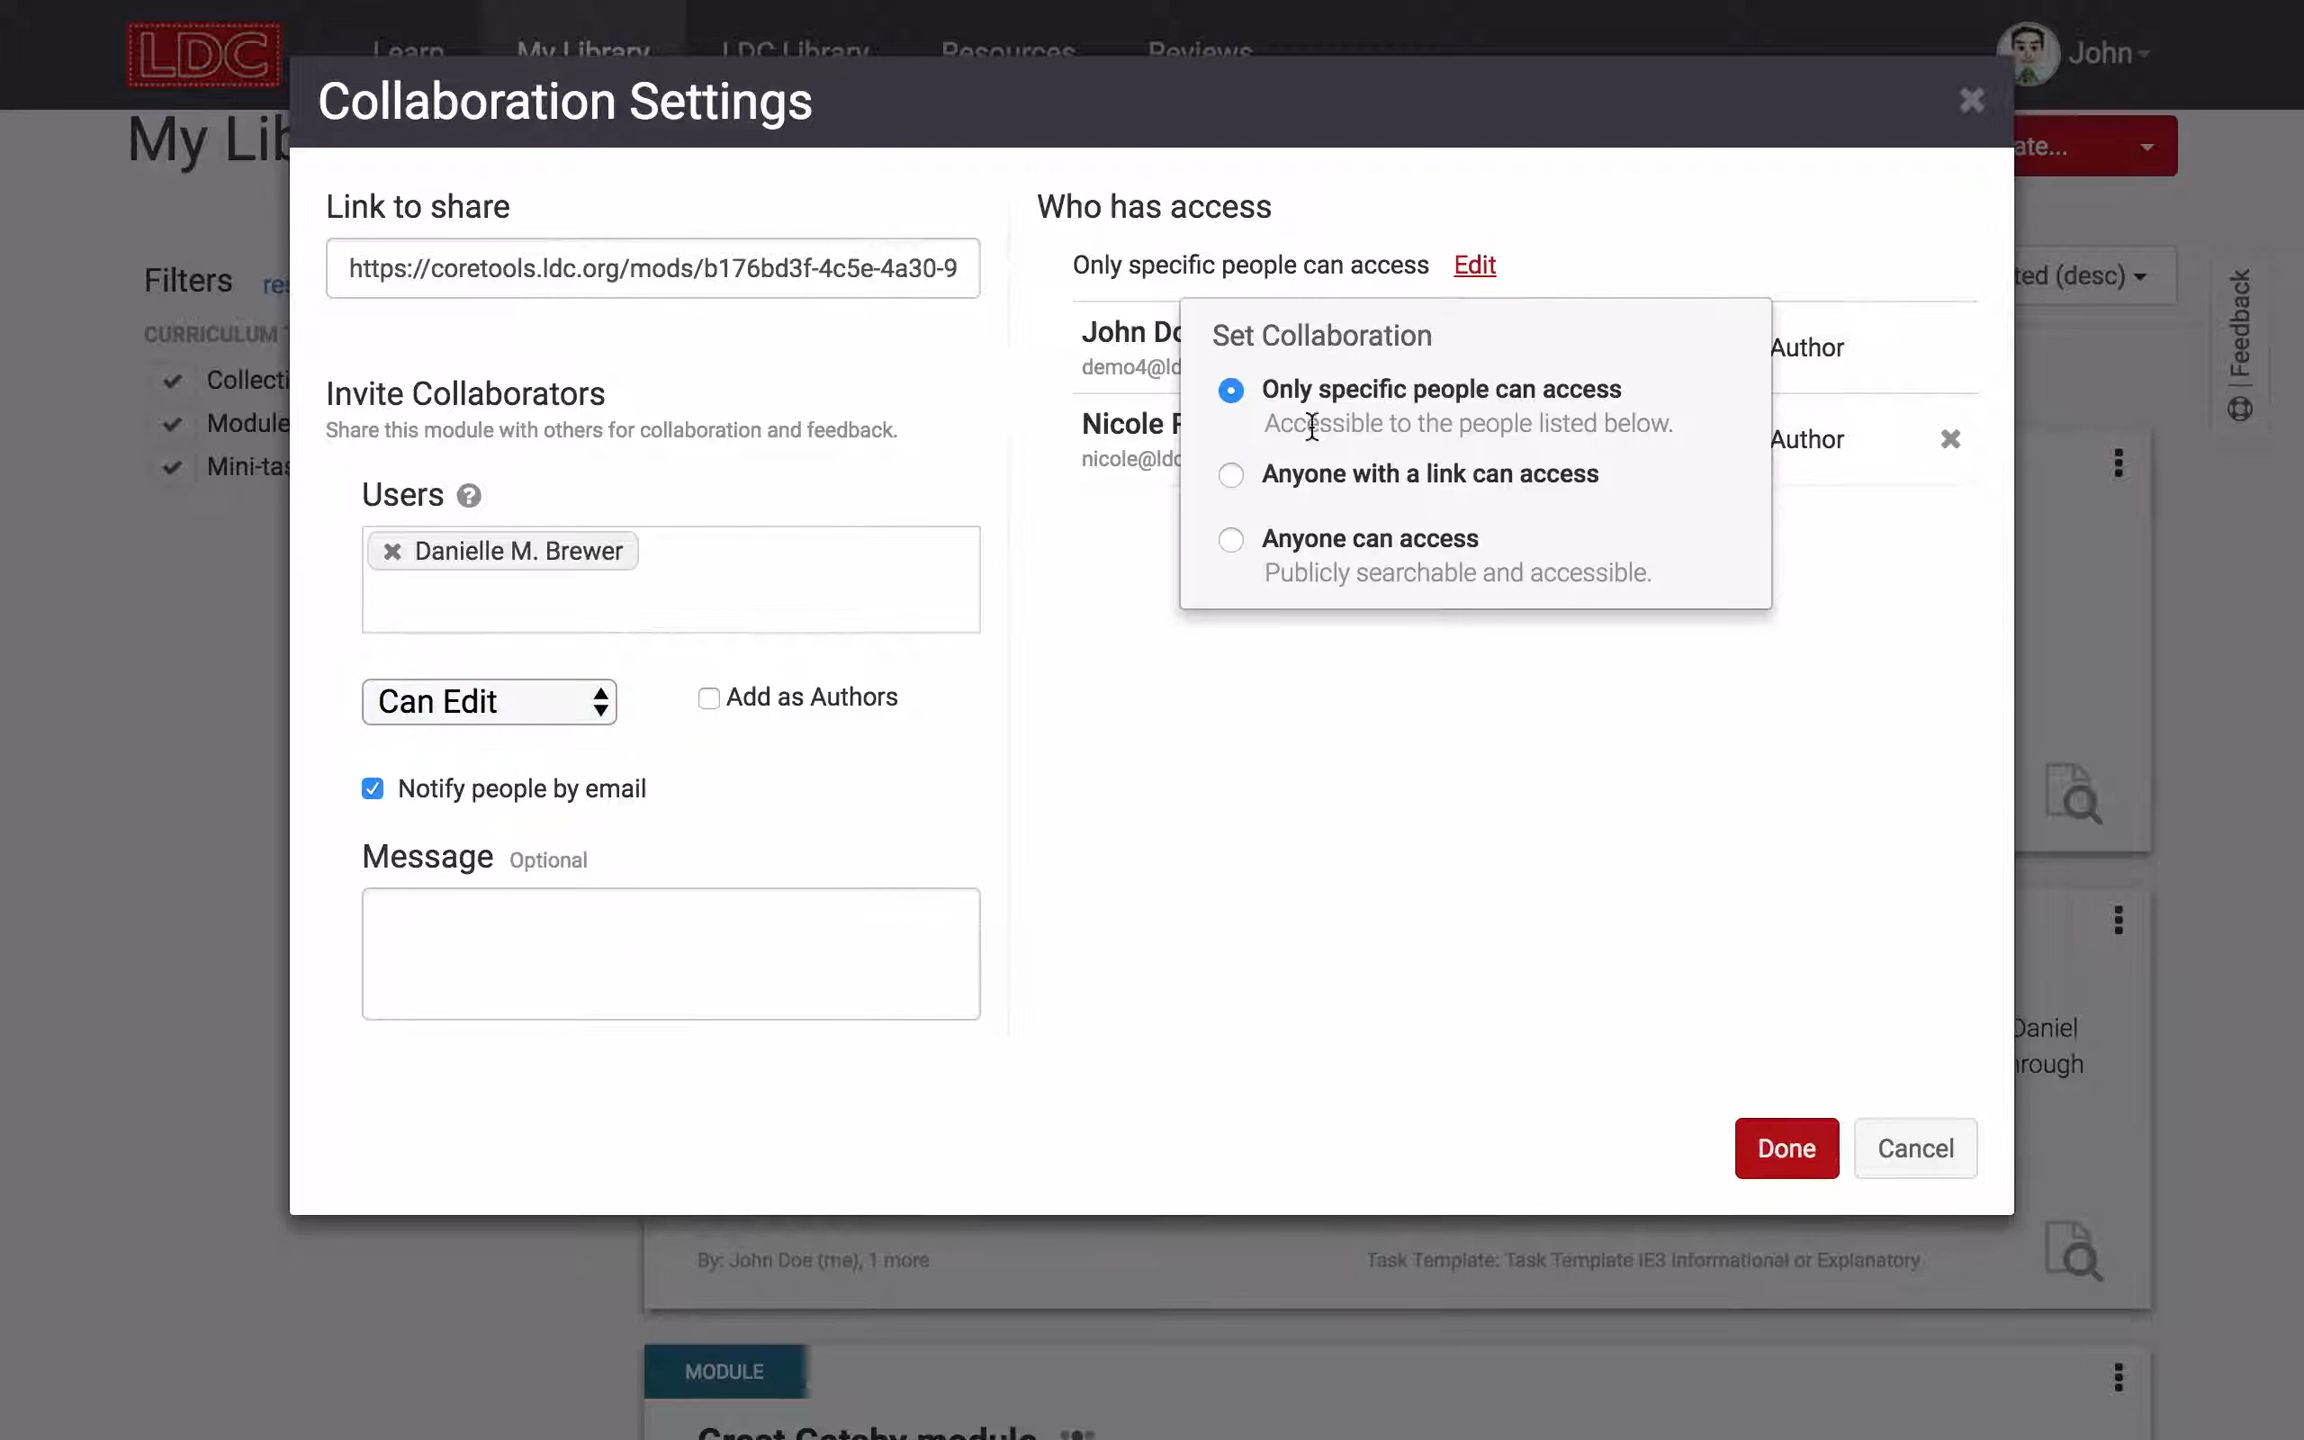 LDC
Learn
My Library
LDC Library
Resources
Reviews
John
Collaboration Settings
My Lib
ate...
Link to share
Who has access
https://coretools.ldc.org/mods/b176bd3f-4c5e-4a30-9
Only specific people can access Edit
Filters
res
ted (desc)
Feedback
CURRICULUM
Collecti
Module
Mini-tas
John Do
demo4@ld
Author
Set Collaboration
Only specific people can access
Accessible to the people listed below.
Anyone with a link can access
Anyone can access
Publicly searchable and accessible.
Nicole
nicole@ldc
Author
Invite Collaborators
Share this module with others for collaboration and feedback.
Users
Danielle M. Brewer
Can Edit
Add as Authors
Notify people by email
Message Optional
Daniel
hrough
Done
Cancel
By: John Doe (me), 1 more
Task Template: Task Template IE3 Informational or Explanatory
MODULE
Great Gatsby module